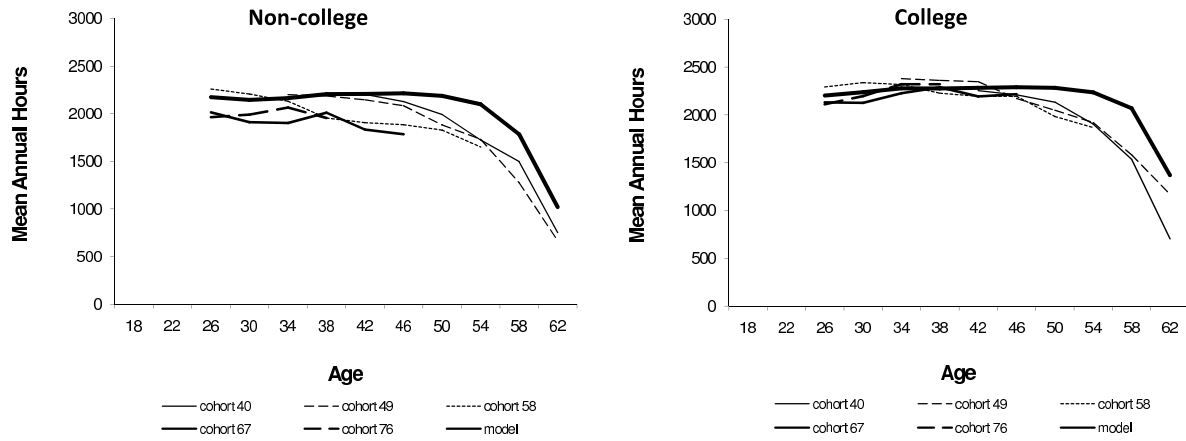 Non-college
Mean Annual Hours
3000
2500
2000
1500
1000
500
0
18 22 26 30 34 38 42 46 50 54 58 62
Age
cohort 40 cohort 49 cohort 58
cohort 67 cohort 76 model
College
Mean Annual Hours
3000
2500
2000
1500
1000
500
0
18 22 26 30 34 38 42 46 50 54 58 62
Age
cohort 40 cohort 49 cohort 58
cohort 67 cohort 76 model